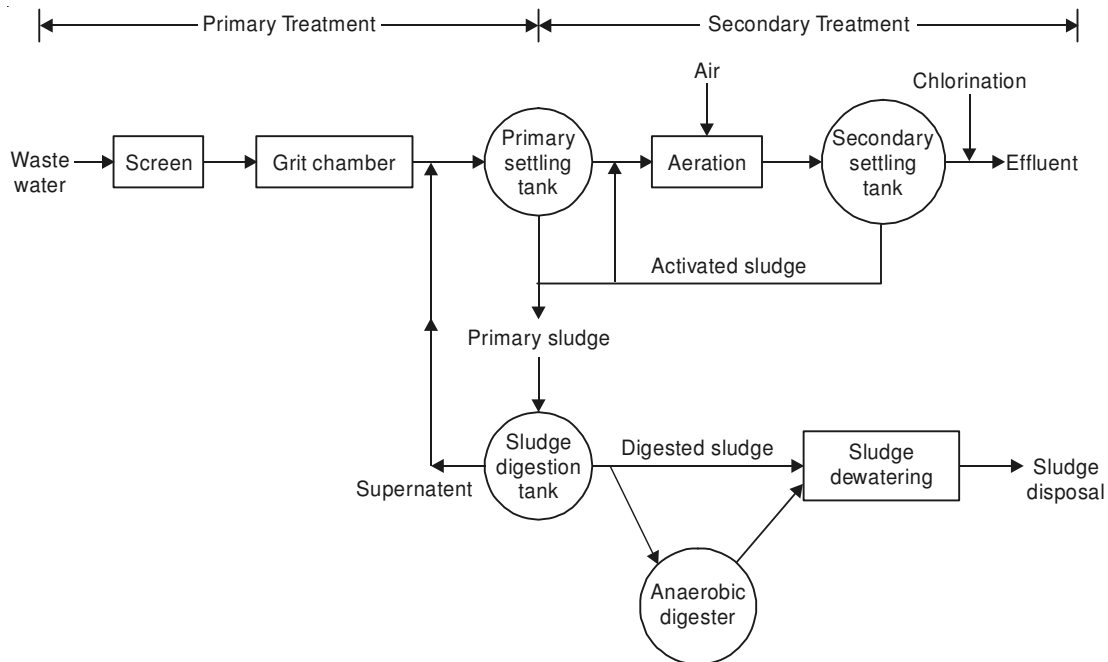 Primary Treatment
Secondary Treatment
Air
Chlorination
Waste
water
Screen
Grit chamber
Primary
settling
tank
Aeration
Secondary
settling
tank
Effluent
Activated sludge
Primary sludge
Sludge
digestion
tank
Supernatent
Digested sludge
Sludge
dewatering
Sludge
disposal
Anaerobic
digester